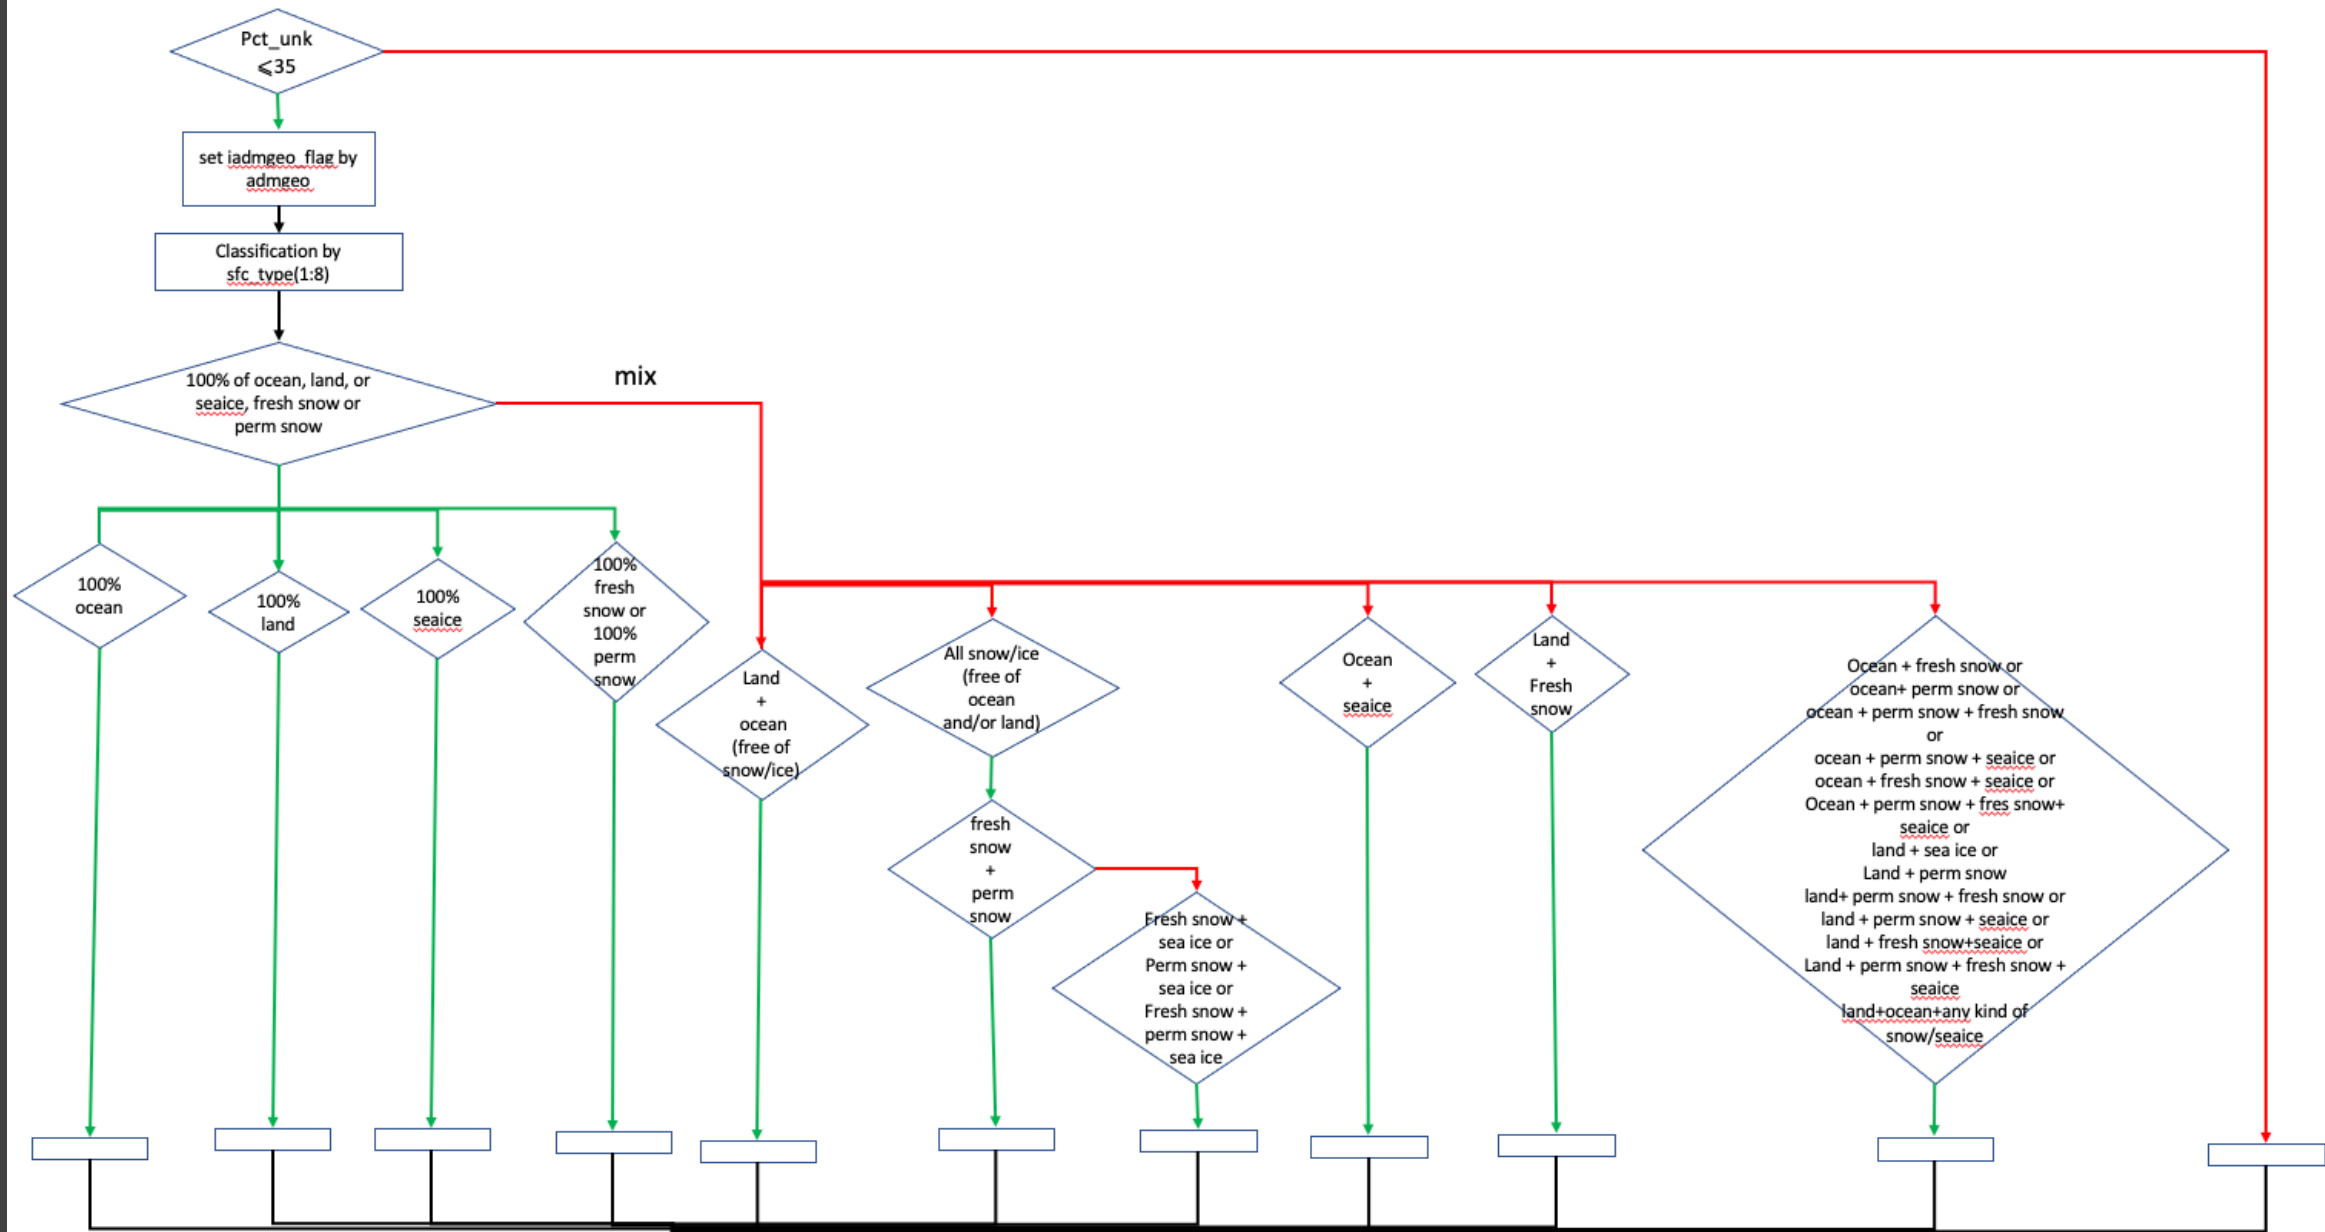 Pct_unk
⩽35
set iadmgeo_flag by
admgeo
Classification by
sfc_type(1:8)
100% of ocean, land, or
seaice, fresh snow or
perm snow
mix
100%
ocean
100%
land
100%
seaice
100%
fresh
snow or
100%
perm
snow
Land
+
ocean
(free of
snow/ice)
All snow/ice
(free of
ocean
and/or land)
fresh
snow
+
perm
snow
Fresh snow +
sea ice or
Perm snow +
sea ice or
Fresh snow +
perm snow +
sea ice
Ocean
+
seaice
Land
+
Fresh
snow
Ocean + fresh snow or
ocean+ perm snow or
ocean + perm snow + fresh snow
or
ocean + perm snow + seaice or
ocean + fresh snow + seaice or
Ocean + perm snow + fres snow+
seaice or
land + sea ice or
Land + perm snow
land+ perm snow + fresh snow or
land + perm snow + seaice or
land + fresh snow+seaice or
Land + perm snow + fresh snow +
seaice
land+ocean+any kind of
snow/seaice